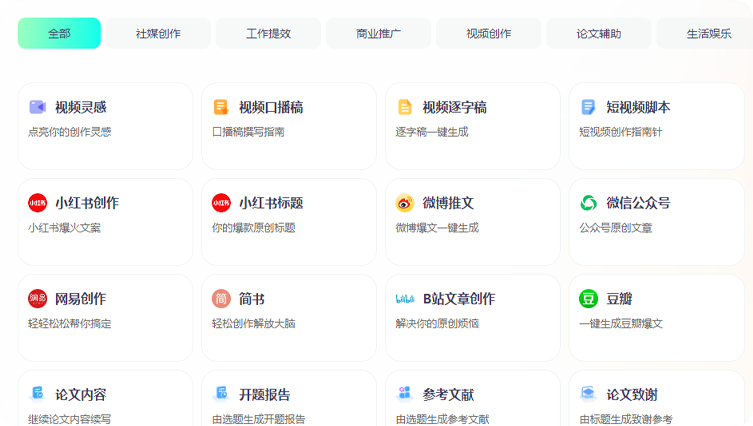 全部 社媒创作 工作提效 商业推广 视频创作 论文辅助 生活娱乐
视频灵感 视频口播稿 视频逐字稿 短视频脚本
点亮你的创作灵感 口播稿撰写指南 逐字稿一键生成 短视频创作指南针
小红书 小红书创作 小红书 小红书标题 微博推文 微信公众号
小红书爆火文案 你的爆款原创标题 微博爆文一键生成 公众号原创文章
网易 网易创作 简 简书 bilibili B站文章创作 豆 豆瓣
轻轻松松帮你搞定 轻松创作解放大脑 解决你的原创烦恼 一键生成豆瓣爆文
论文内容 开题报告 参考文献 论文致谢
继续论文内容续写 由选题生成开题报告 由选题生成参考文献 由标题生成致谢参考